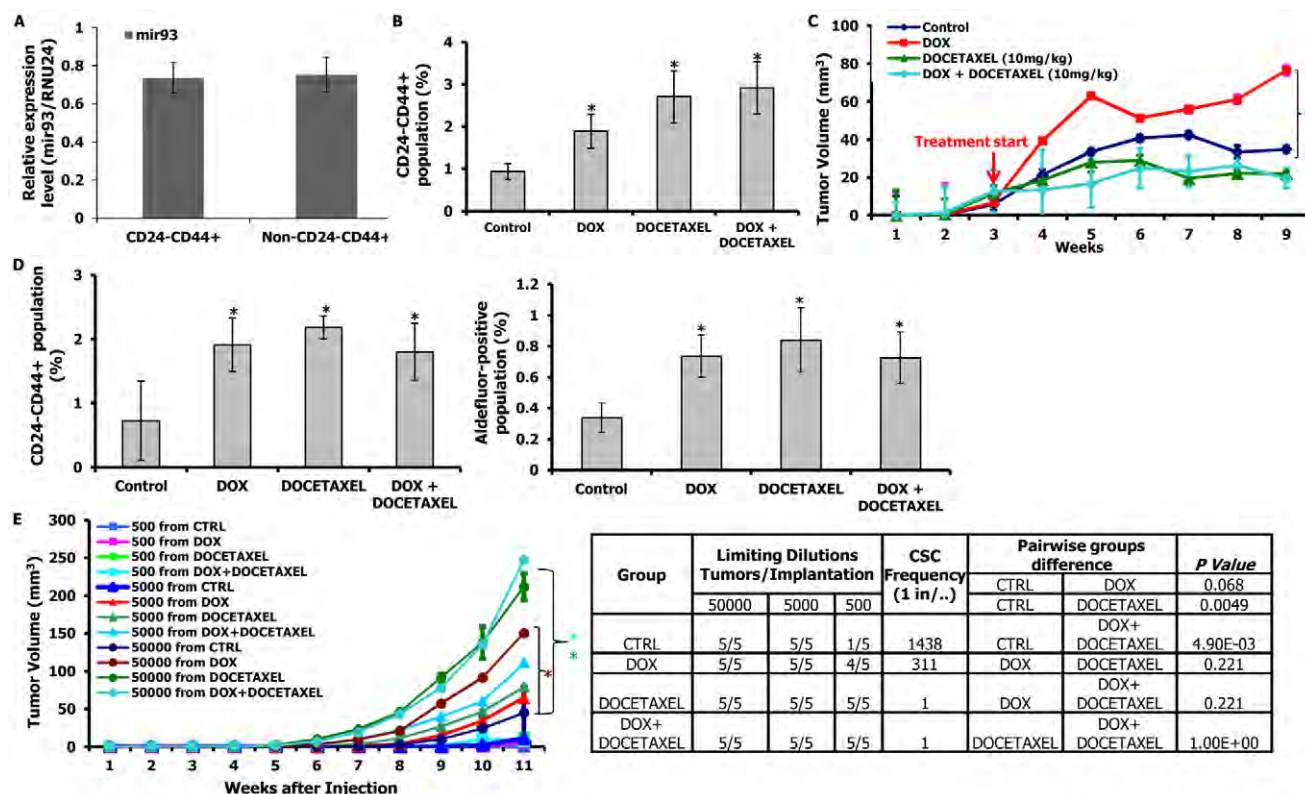 A
Relative expression
level (mir93/RNU24)
1
0.8
0.6
0.4
0.2
0
mir93
CD24-CD44+
Non-CD24-CD44+
B
CD24-CD44+
population (%)
4
3
2
1
0
*
*
*
Control
DOX
DOCETAXEL
DOX +
DOCETAXEL
C
Tumor Volume (mm³)
100
80
60
40
20
0
Control
DOX
DOCETAXEL (10mg/kg)
DOX + DOCETAXEL (10mg/kg)
Treatment start
1 2 3 4 5 6 7 8 9
Weeks
D
CD24-CD44+ population
(%)
3
2
1
0
*
*
*
Control
DOX
DOCETAXEL
DOX +
DOCETAXEL
Aldefluor-positive
population (%)
1.2
1
0.8
0.6
0.4
0.2
0
*
*
*
Control
DOX
DOCETAXEL
DOX +
DOCETAXEL
E
Tumor Volume (mm³)
300
250
200
150
100
50
0
500 from CTRL
500 from DOX
500 from DOCETAXEL
500 from DOX+DOCETAXEL
5000 from CTRL
5000 from DOX
5000 from DOCETAXEL
5000 from DOX+DOCETAXEL
50000 from CTRL
50000 from DOX
50000 from DOCETAXEL
50000 from DOX+DOCETAXEL
*
*
*
1 2 3 4 5 6 7 8 9 10 11
Weeks after Injection
Group
Limiting Dilutions
Tumors/Implantation
50000 5000 500
CSC
Frequency
(1 in/..)
Pairwise groups
difference
P Value
CTRL DOX 0.068
CTRL DOCETAXEL 0.0049
DOX+
CTRL 5/5 5/5 1/5 1438 CTRL DOCETAXEL 4.90E-03
DOX 5/5 5/5 4/5 311 DOX DOCETAXEL 0.221
DOX+
DOCETAXEL 5/5 5/5 5/5 1 DOX DOCETAXEL 0.221
DOX+ DOX+
DOCETAXEL 5/5 5/5 5/5 1 DOCETAXEL DOCETAXEL 1.00E+00